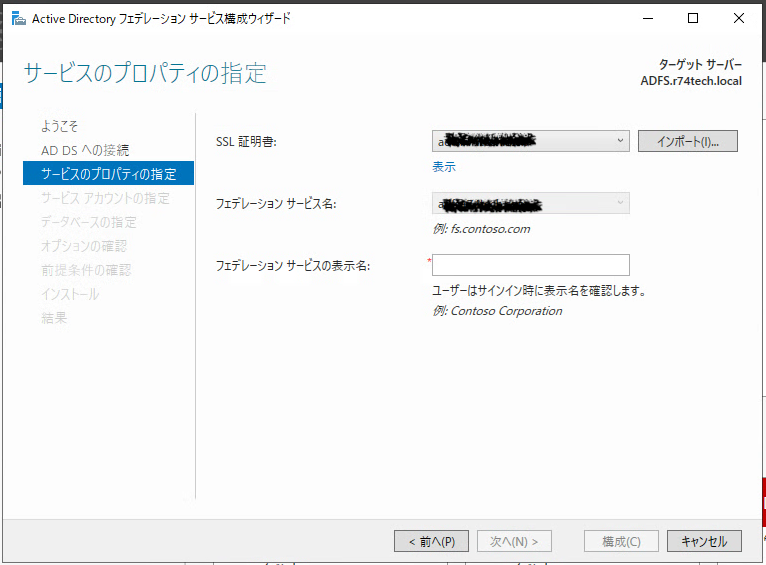 Active Directory フェデレーション サービス構成ウィザード
サービスのプロパティの指定
ターゲット サーバー
ADFS.r74tech.local
ようこそ
AD DS への接続
サービスのプロパティの指定
サービス アカウントの指定
データベースの指定
オプションの確認
前提条件の確認
インストール
結果
SSL 証明書:
インポート(I)...
表示
フェデレーション サービス名:
例: fs.contoso.com
フェデレーション サービスの表示名:
*
ユーザーはサインイン時に表示名を確認します。
例: Contoso Corporation
< 前へ(P)
次へ(N) >
構成(C)
キャンセル